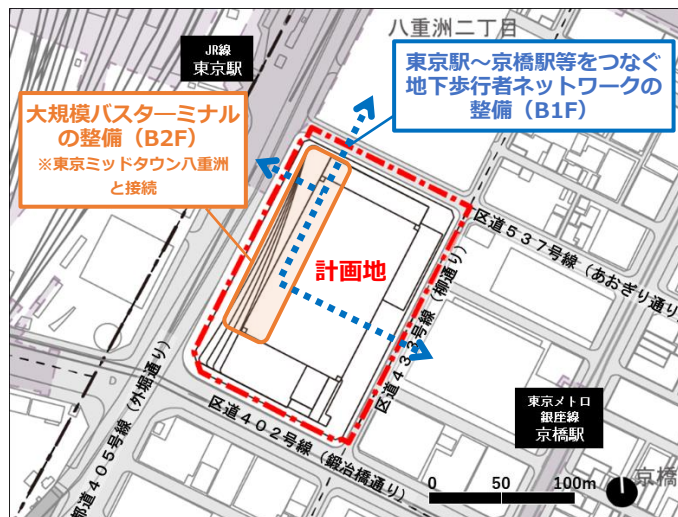 八重洲二丁目
JR線
東京駅
東京駅～京橋駅等をつなぐ
地下歩行者ネットワークの
整備（B1F）
大規模バスターミナル
の整備（B2F）
※東京ミッドタウン八重洲
と接続
計画地
区道５３７号線（あおぎり通り）
区道４３３号線（柳通り）
区道４０２号線（鍛冶橋通り）
都道４０５号線（外堀通り）
東京メトロ
銀座線
京橋駅
京橋
0 50 100m